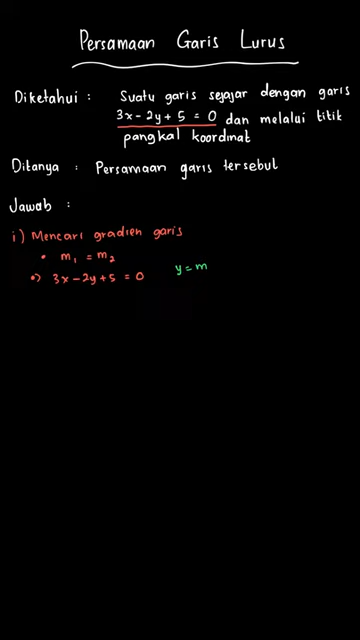 Persamaan Garis Lurus
Diketahui : Suatu garis sejajar dengan garis
3x - 2y + 5 = 0 dan melalui titik
pangkal koordinat
Ditanya : Persamaan garis tersebut
Jawab :
i) Mencari gradien garis
• m₁ = m₂
•) 3x - 2y + 5 = 0 y = m